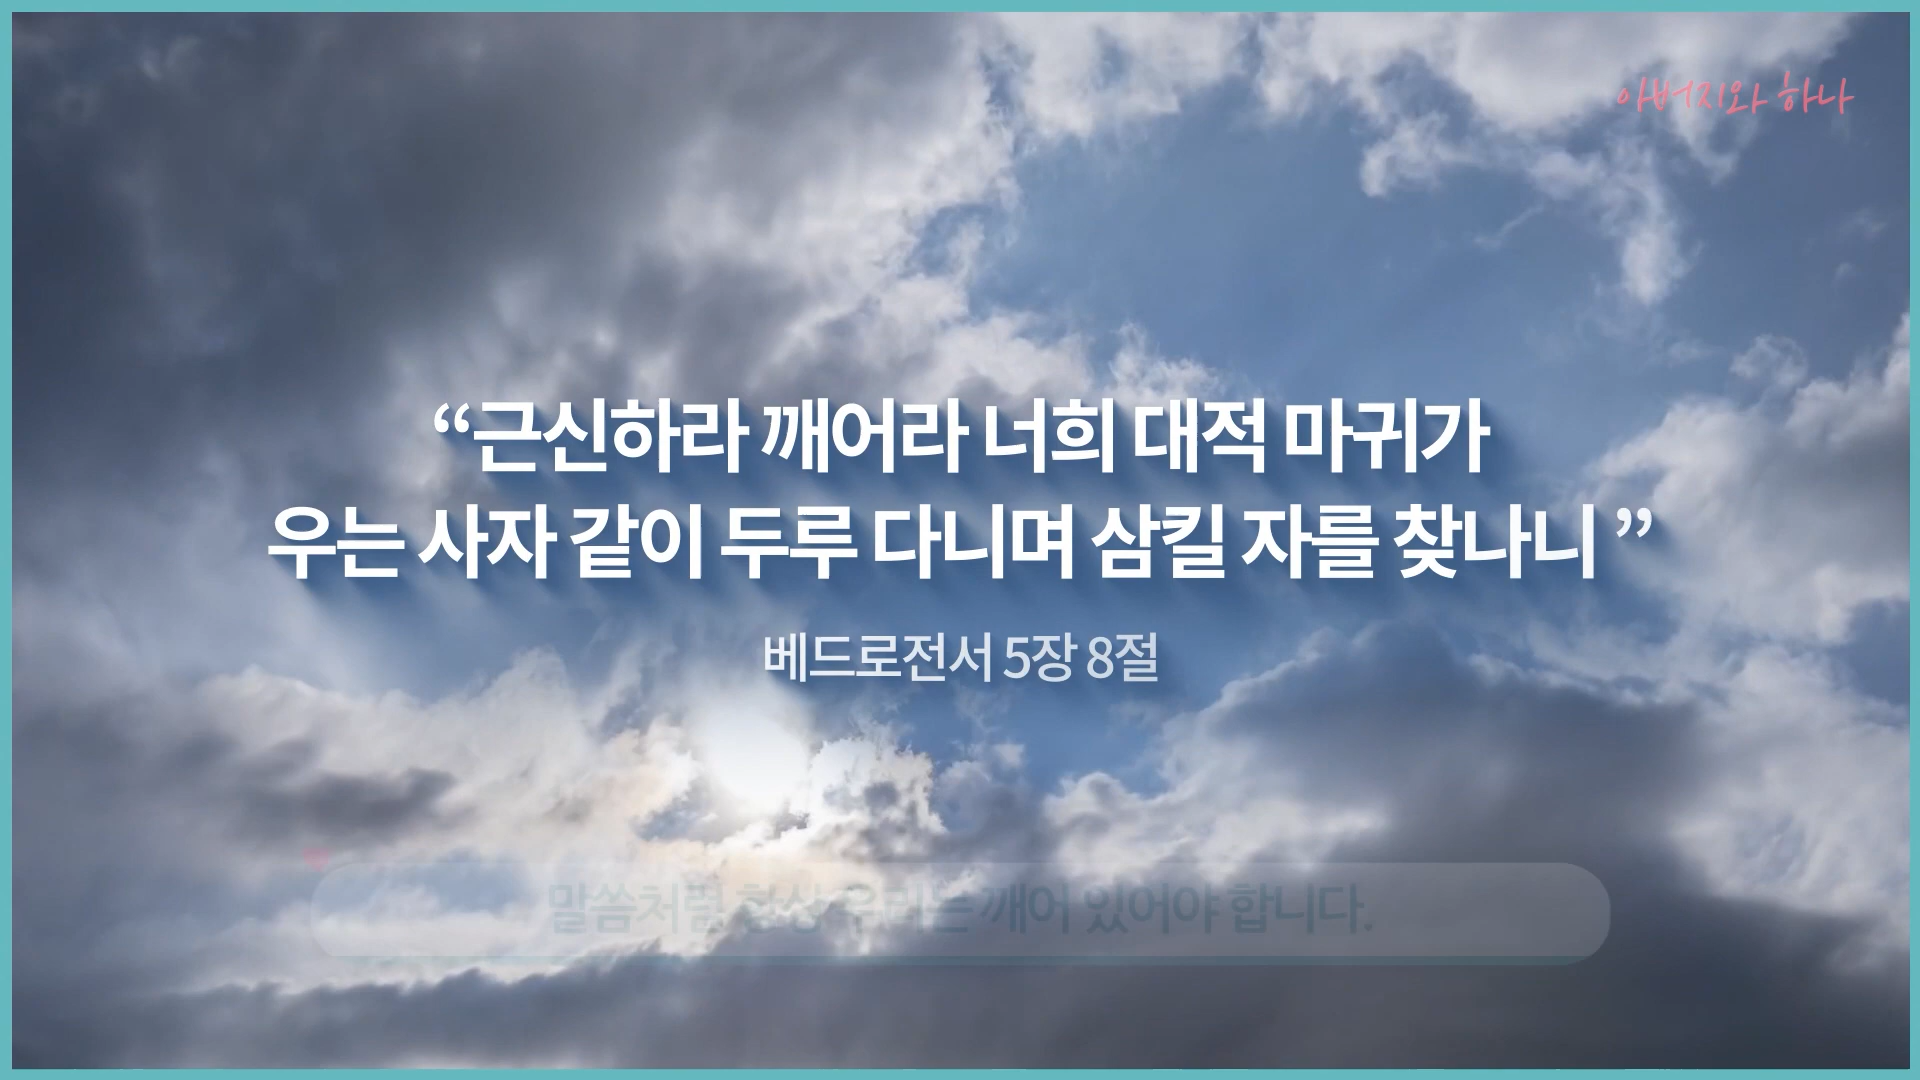 아버지와 하나
“근신하라 깨어라 너희 대적 마귀가
우는 사자 같이 두루 다니며 삼킬 자를 찾나니 ”
베드로전서 5장 8절
말씀처럼 항상 우리는 깨어 있어야 합니다.